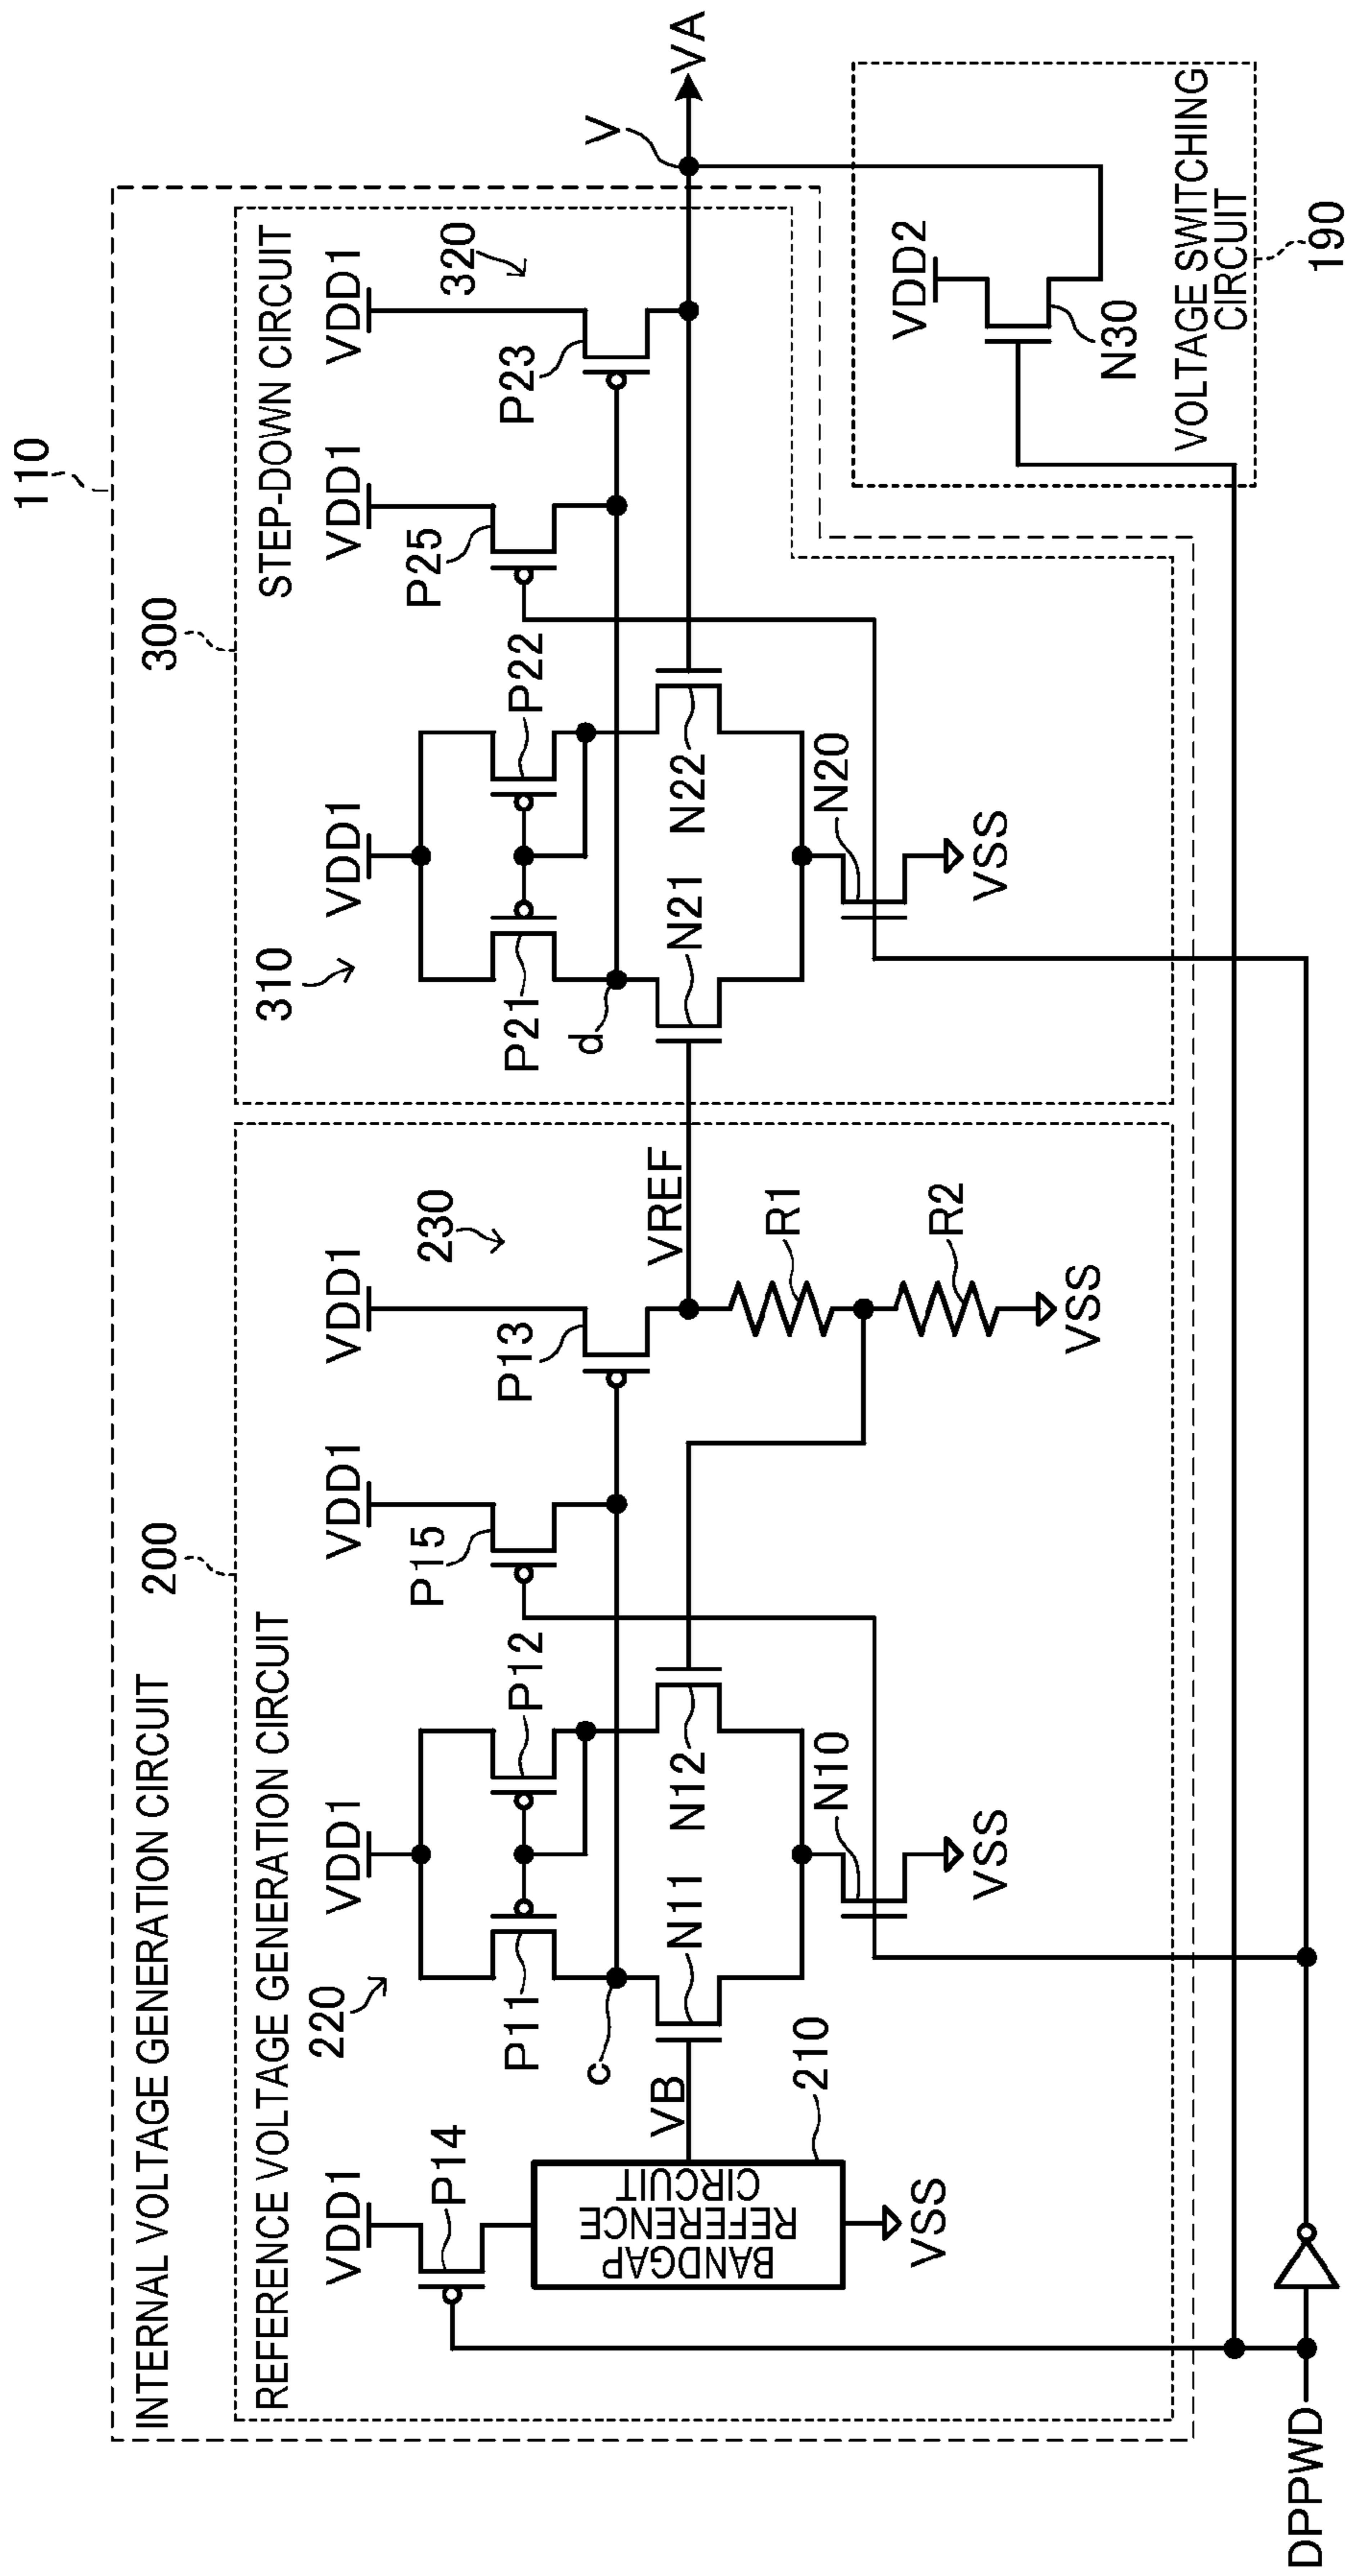 110
INTERNAL VOLTAGE GENERATION CIRCUIT
200
300
REFERENCE VOLTAGE GENERATION CIRCUIT
STEP-DOWN CIRCUIT
VDD1
P14
BANDGAP
REFERENCE
CIRCUIT
VSS
210
VB
220
VDD1
P11
P12
c
N11
N12
N10
VSS
VDD1
P15
VDD1
P13
230
VREF
R1
R2
VSS
310
VDD1
P21
P22
d
N21
N22
N20
VSS
VDD1
P25
VDD1
P23
320
V
VA
VDD2
N30
VOLTAGE SWITCHING
CIRCUIT
190
DPPWD